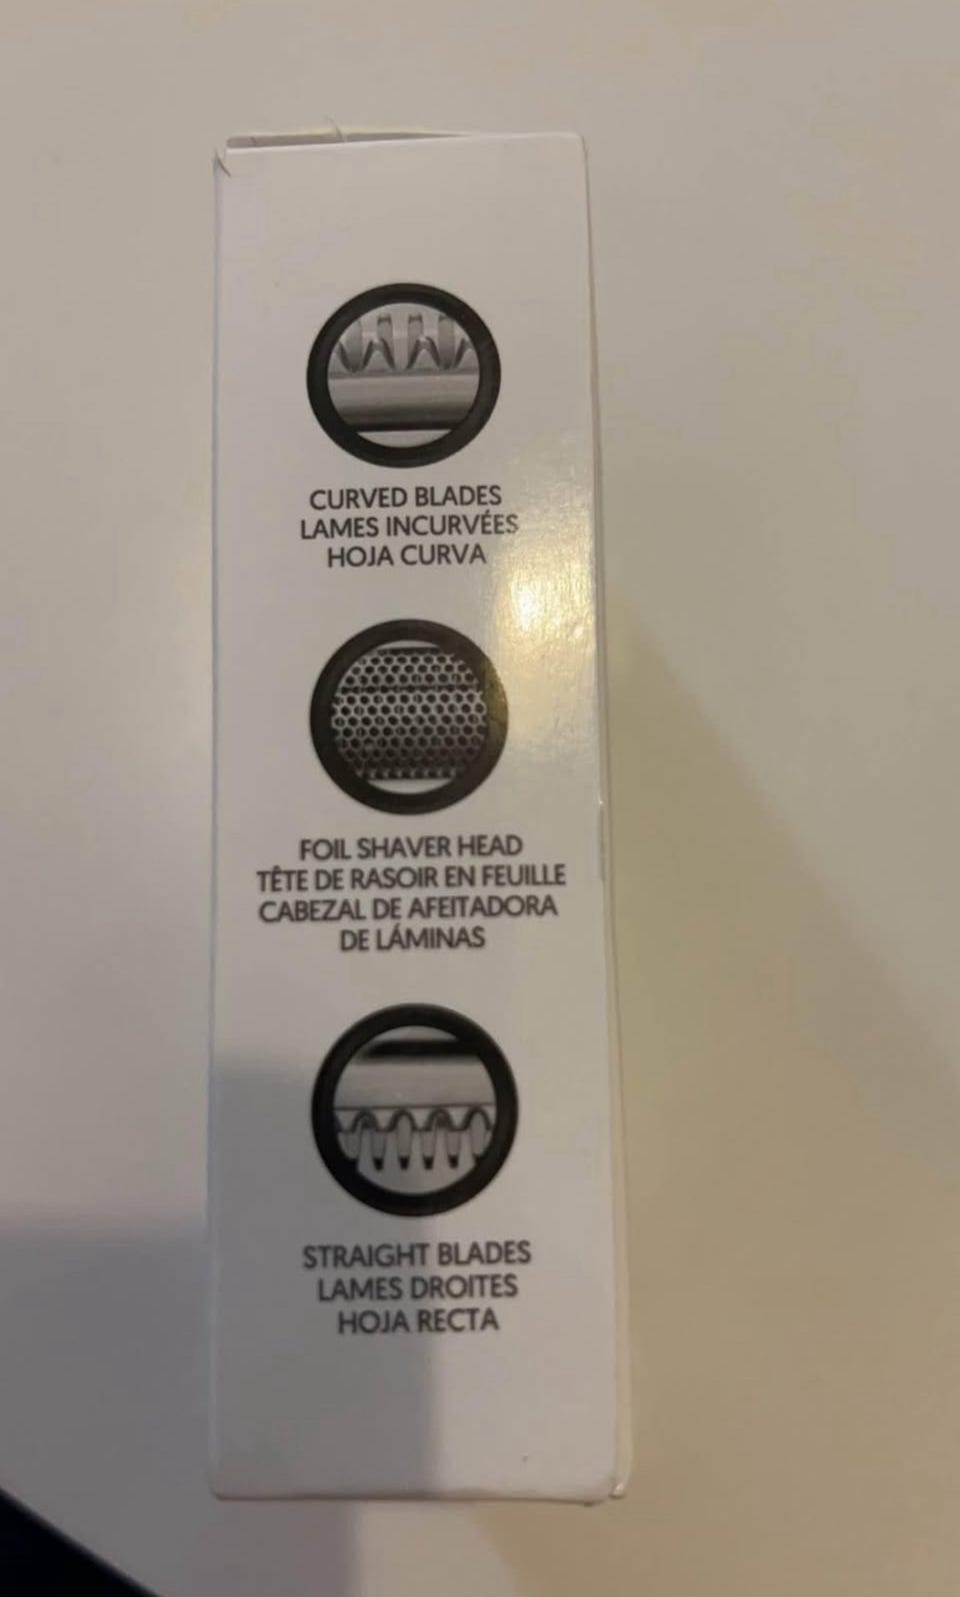 CURVED BLADES
LAMES INCURVÉES
HOJA CURVA
FOIL SHAVER HEAD
TÊTE DE RASOIR EN FEUILLE
CABEZAL DE AFEITADORA
DE LÁMINAS
STRAIGHT BLADES
LAMES DROITES
HOJA RECTA